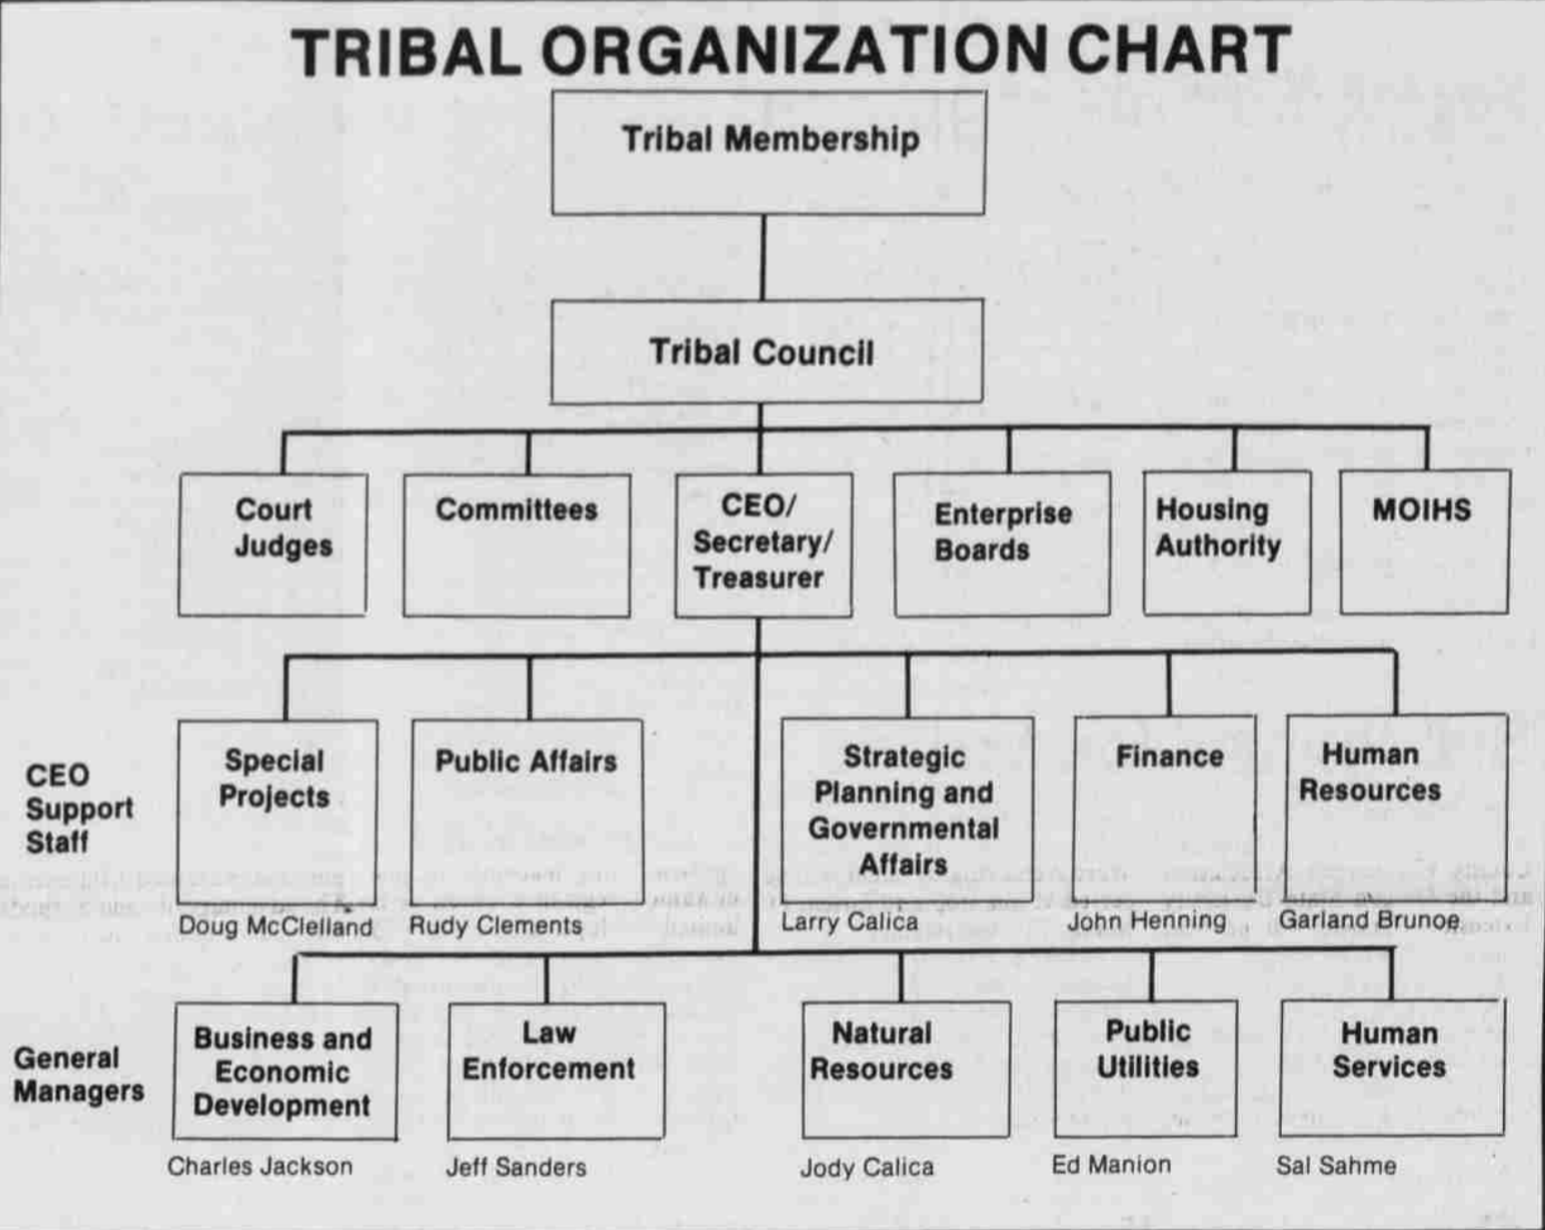 TRIBAL ORGANIZATION CHART
Tribal Membership
Tribal Council
Court
Judges
Committees
CEO/
Secretary/
Treasurer
Enterprise
Boards
Housing
Authority
MOIHS
CEO
Support
Staff
Special
Projects
Doug McClelland
Public Affairs
Rudy Clements
Strategic
Planning and
Governmental
Affairs
Larry Calica
Finance
John Henning
Human
Resources
Garland Brunoe
General
Managers
Business and
Economic
Development
Charles Jackson
Law
Enforcement
Jeff Sanders
Natural
Resources
Jody Calica
Public
Utilities
Ed Manion
Human
Services
Sal Sahme